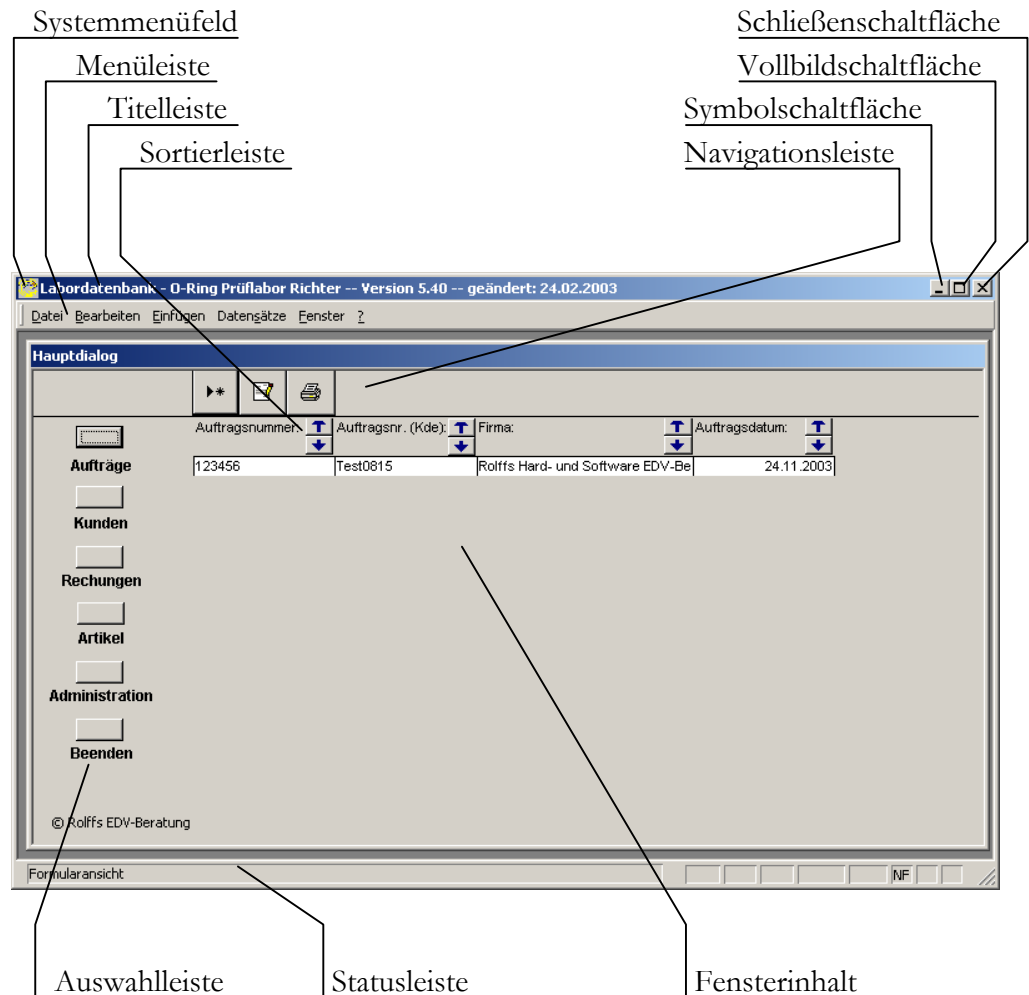 Systemmenüfeld
Schließenschaltfläche
Menüleiste
Vollbildschaltfläche
Titelleiste
Symbolschaltfläche
Sortierleiste
Navigationsleiste
Labordatenbank - O-Ring Prüflabor Richter -- Version 5.40 -- geändert: 24.02.2003
Datei Bearbeiten Einfügen Datensätze Fenster ?
Hauptdialog
Auftragsnummer: Auftragsnr. (Kde): Firma: Auftragsdatum:
123456 Test0815 Rolffs Hard- und Software EDV-Be 24.11.2003
Aufträge
Kunden
Rechungen
Artikel
Administration
Beenden
© Rolffs EDV-Beratung
Formularansicht NF
Auswahlleiste Statusleiste Fensterinhalt